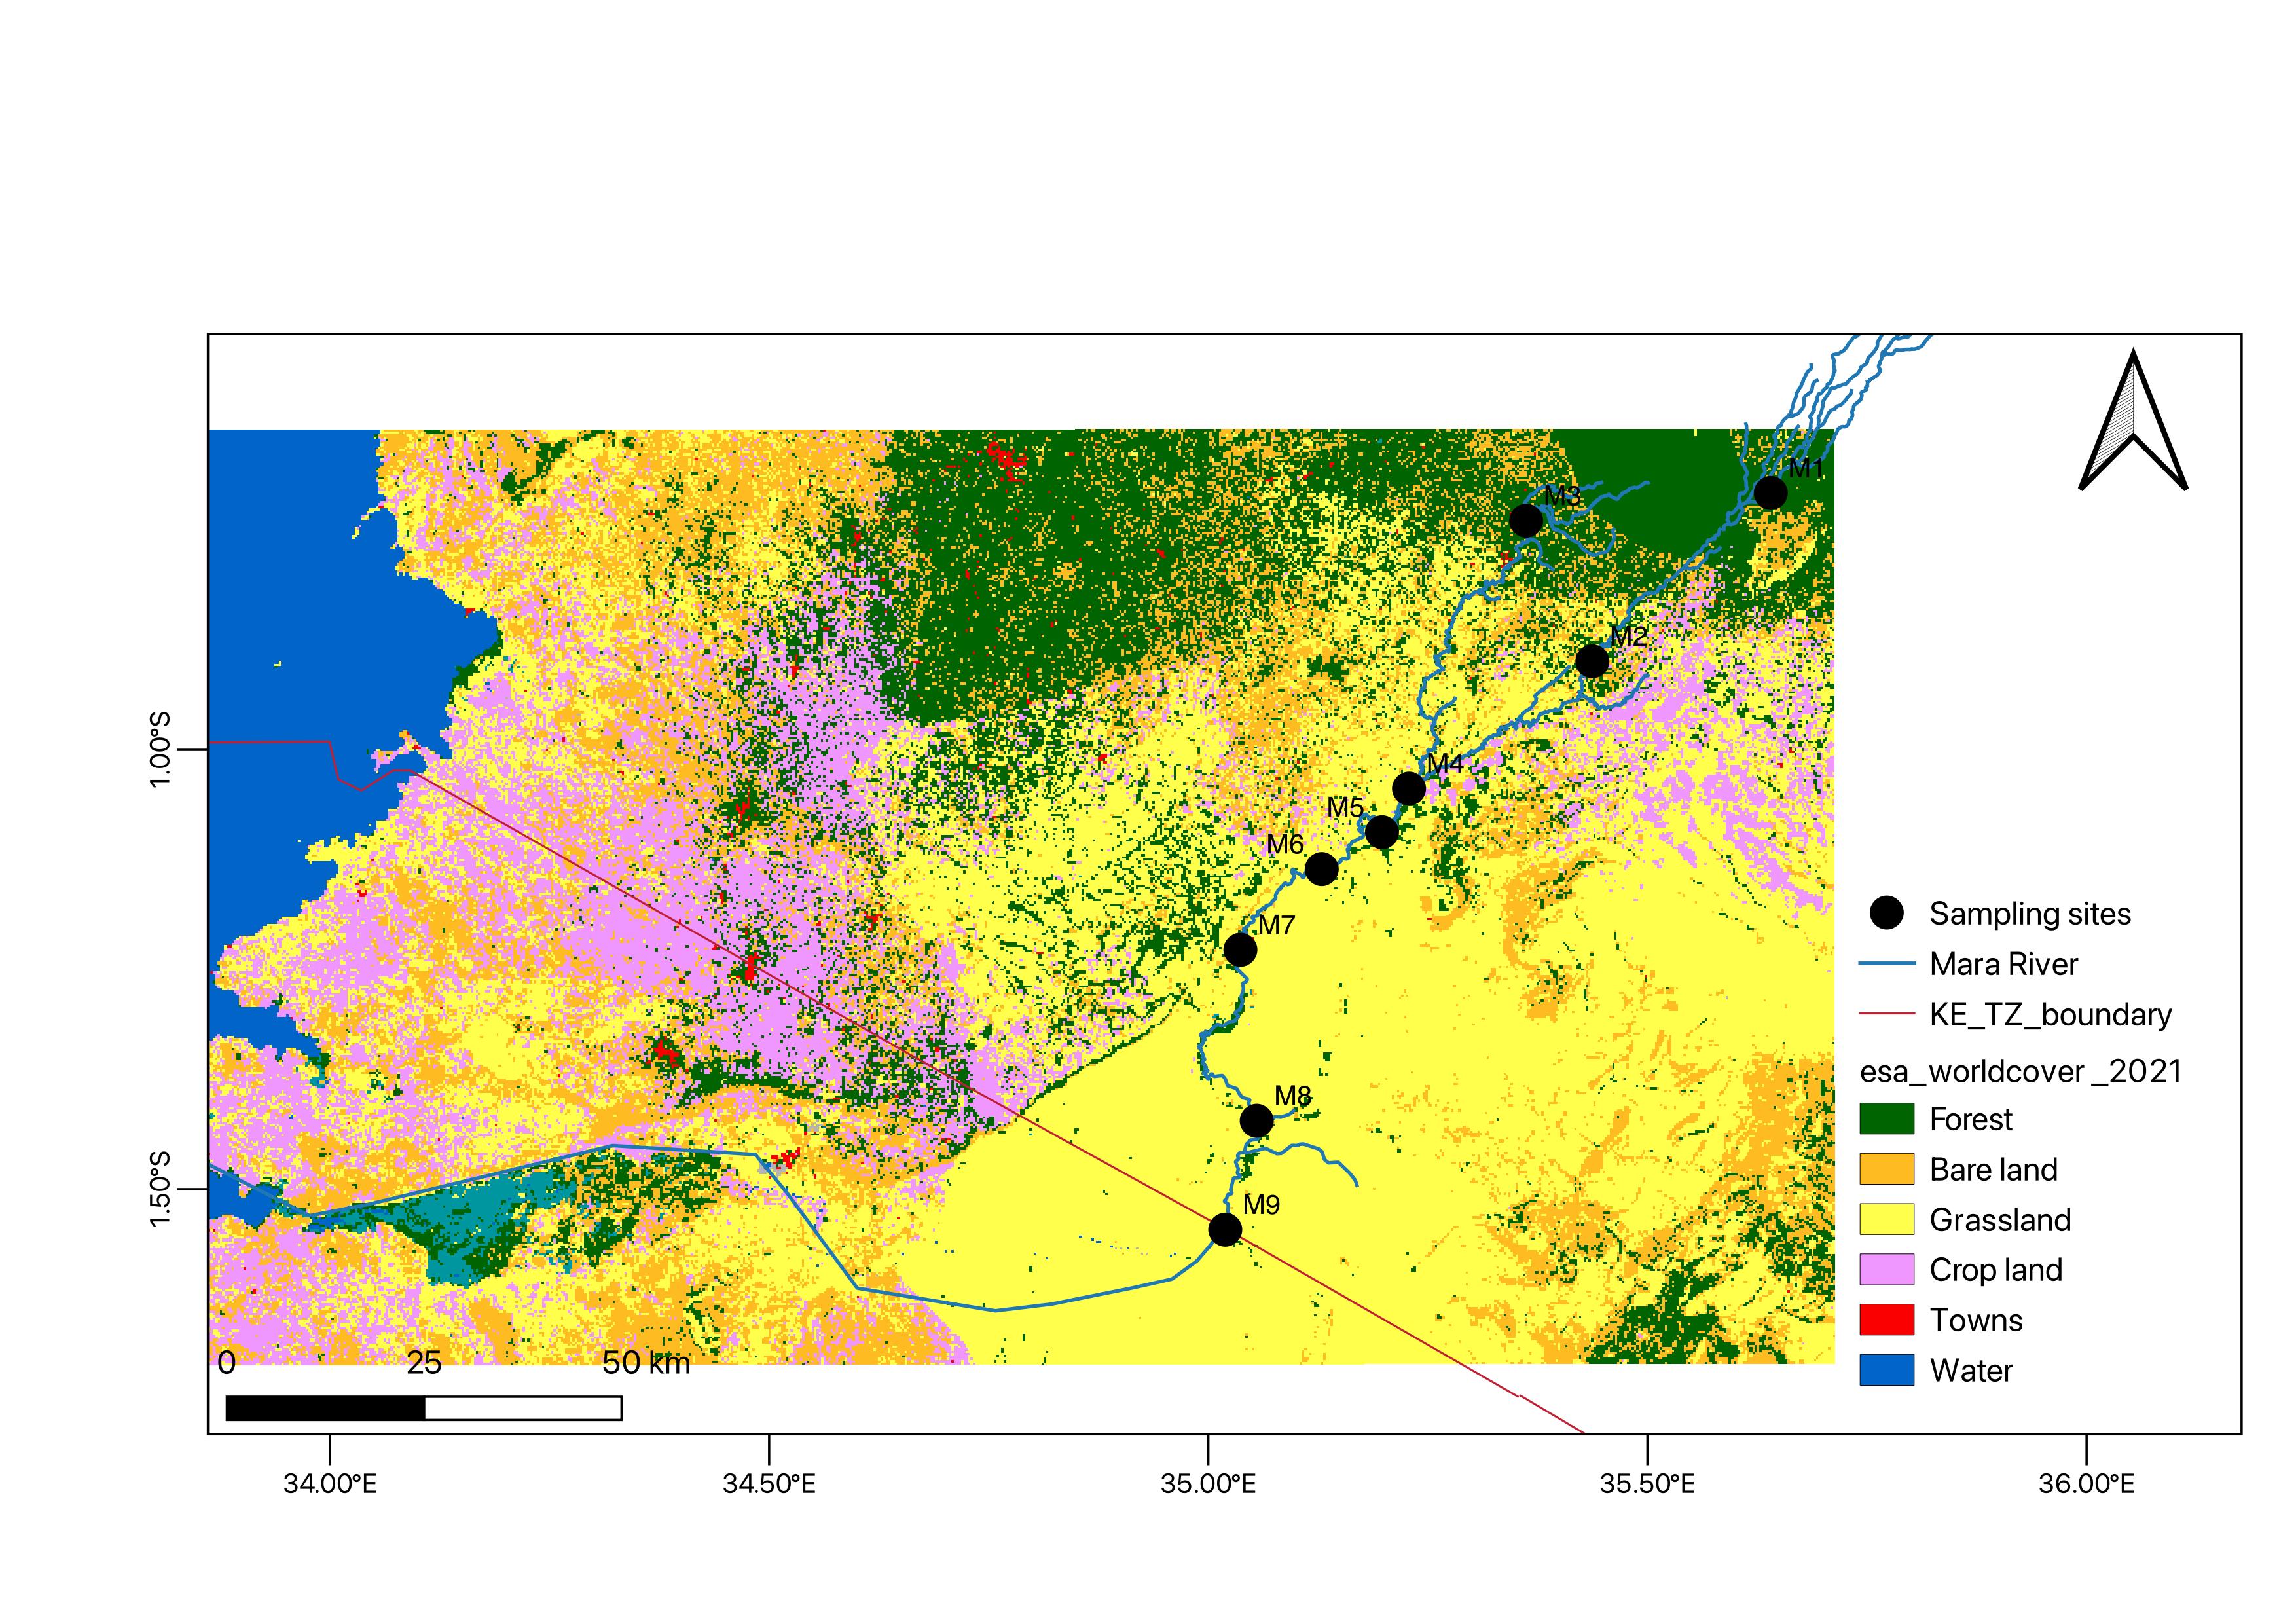 M1
M3
M2
1.00°S
M4
M5
M6
Sampling sites
M7
Mara River
KE_TZ_boundary
esa_worldcover _2021
M8
Forest
Bare land
1.50°S
M9
Grassland
Crop land
Towns
0 25 50 km
Water
34.00°E 34.50°E 35.00°E 35.50°E 36.00°E